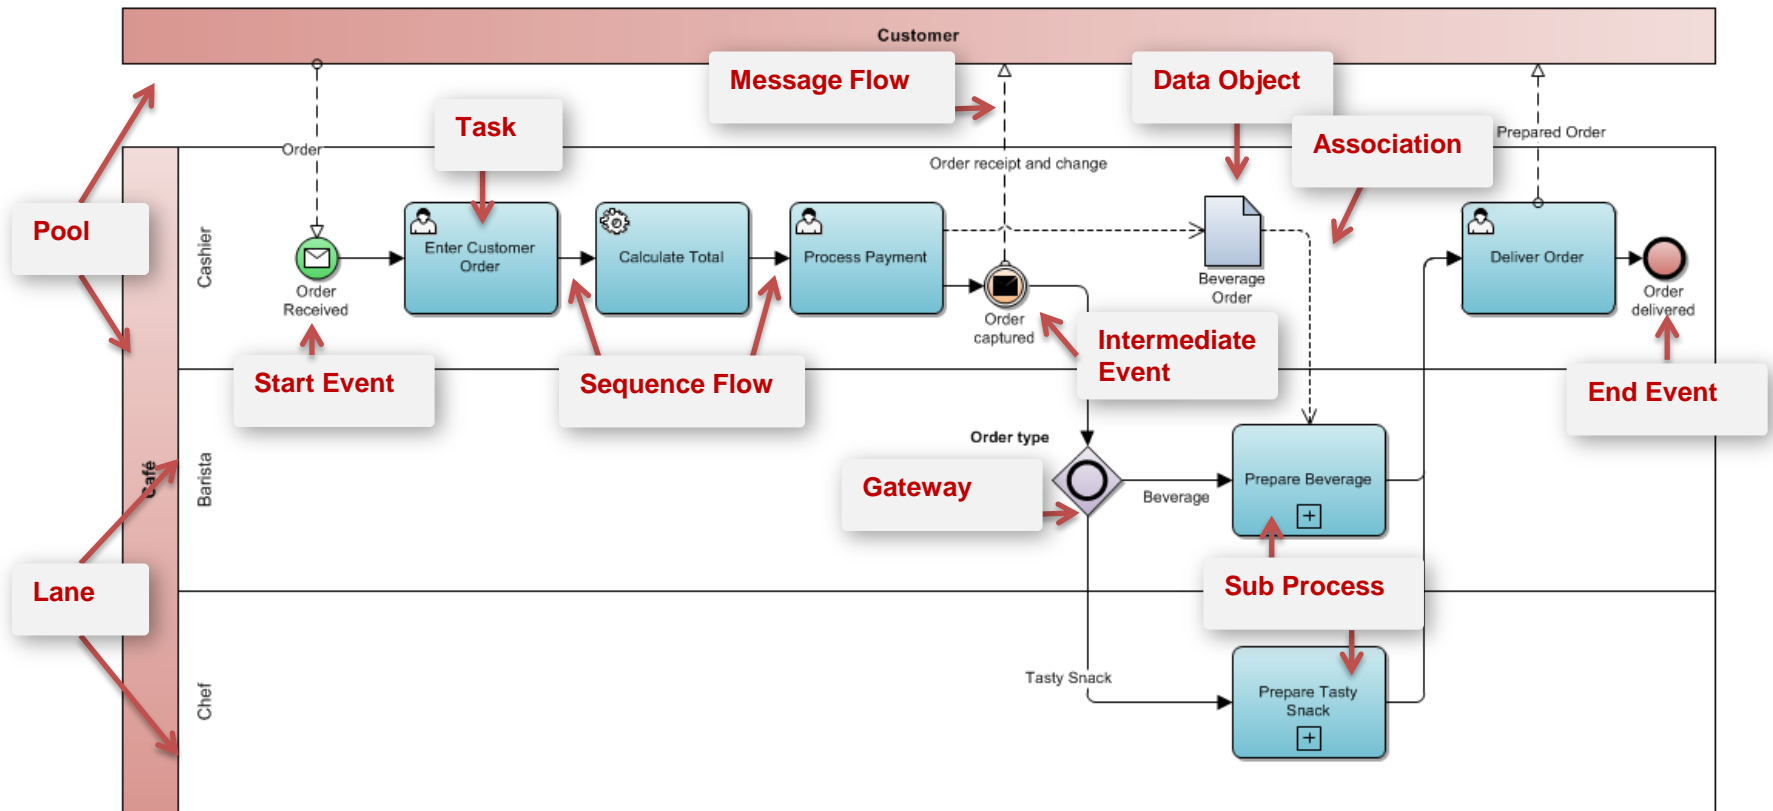 Customer
Message Flow
Data Object
Task
Prepared Order
Association
Order
Order receipt and change
Pool
Cashier
Enter Customer
Order
Calculate Total
Process Payment
Deliver Order
Beverage
Order
Order
Received
Order
captured
Order
delivered
Intermediate
Event
Start Event
Sequence Flow
End Event
Order type
Café
Barista
Gateway
Beverage
Prepare Beverage
Lane
Sub Process
Chef
Tasty Snack
Prepare Tasty
Snack